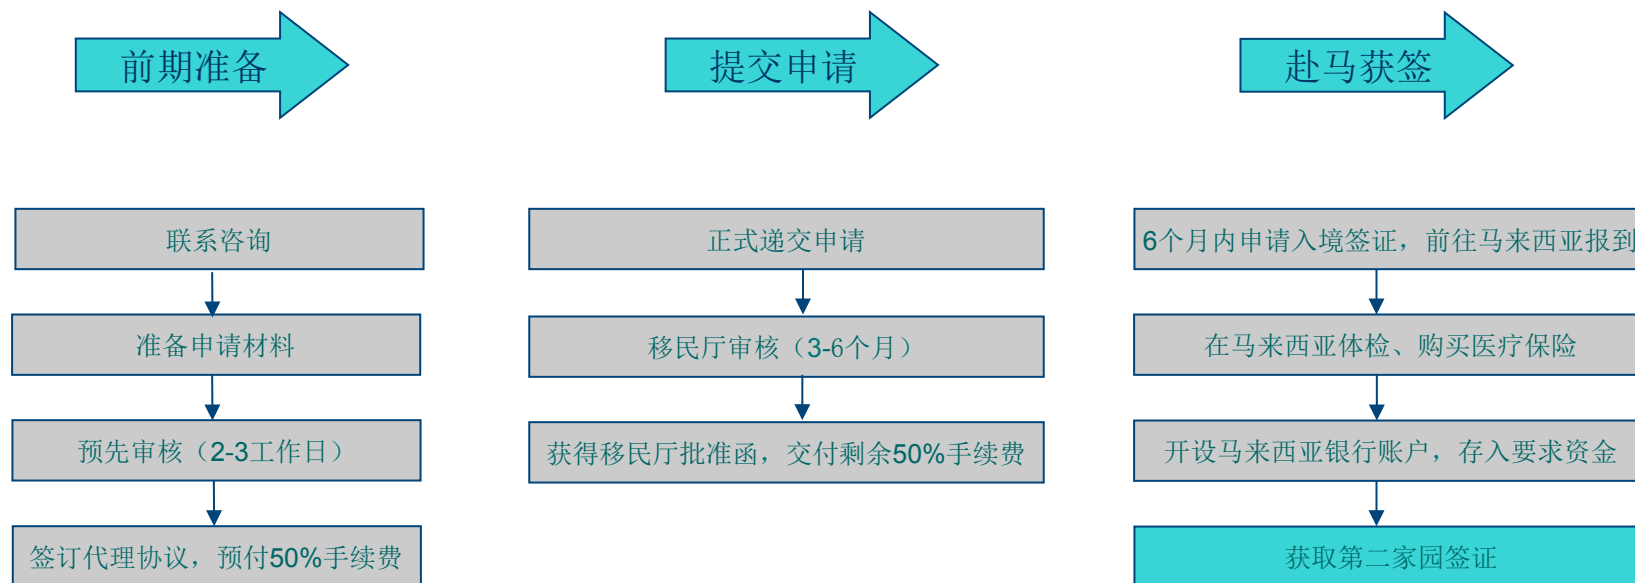 前期准备
提交申请
赴马获签
联系咨询
准备申请材料
预先审核（2-3工作日）
签订代理协议，预付50%手续费
正式递交申请
移民厅审核（3-6个月）
获得移民厅批准函，交付剩余50%手续费
6个月内申请入境签证，前往马来西亚报到
在马来西亚体检、购买医疗保险
开设马来西亚银行账户，存入要求资金
获取第二家园签证